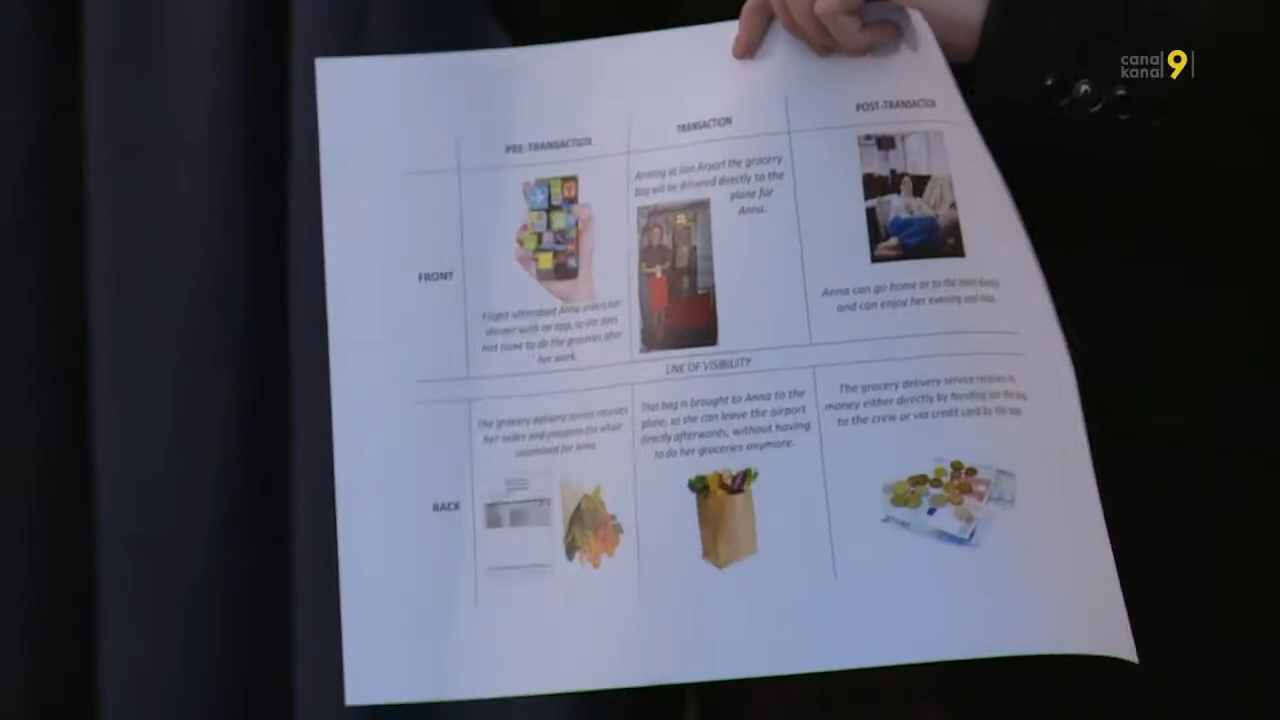 canal
kanal 9
PRE-TRANSACTION
TRANSACTION
POST-TRANSACTION
FRONT
Flight attendant Anna orders her
dinner with an app, so she does
not have to do the groceries after
her work.
Arriving at Sion Airport the grocery
bag will be delivered directly to the
plane for
Anna.
Anna can go home or to the
and can enjoy her evening and
LINE OF VISIBILITY
BACK
The grocery delivery service receives
her order and prepares the whole
for Anna.
That bag is brought to Anna to the
plane, so she can leave the airport
directly afterwards, without having
to do her groceries anymore.
The grocery delivery service receives
money either directly by handing
to the crew or via credit card by the